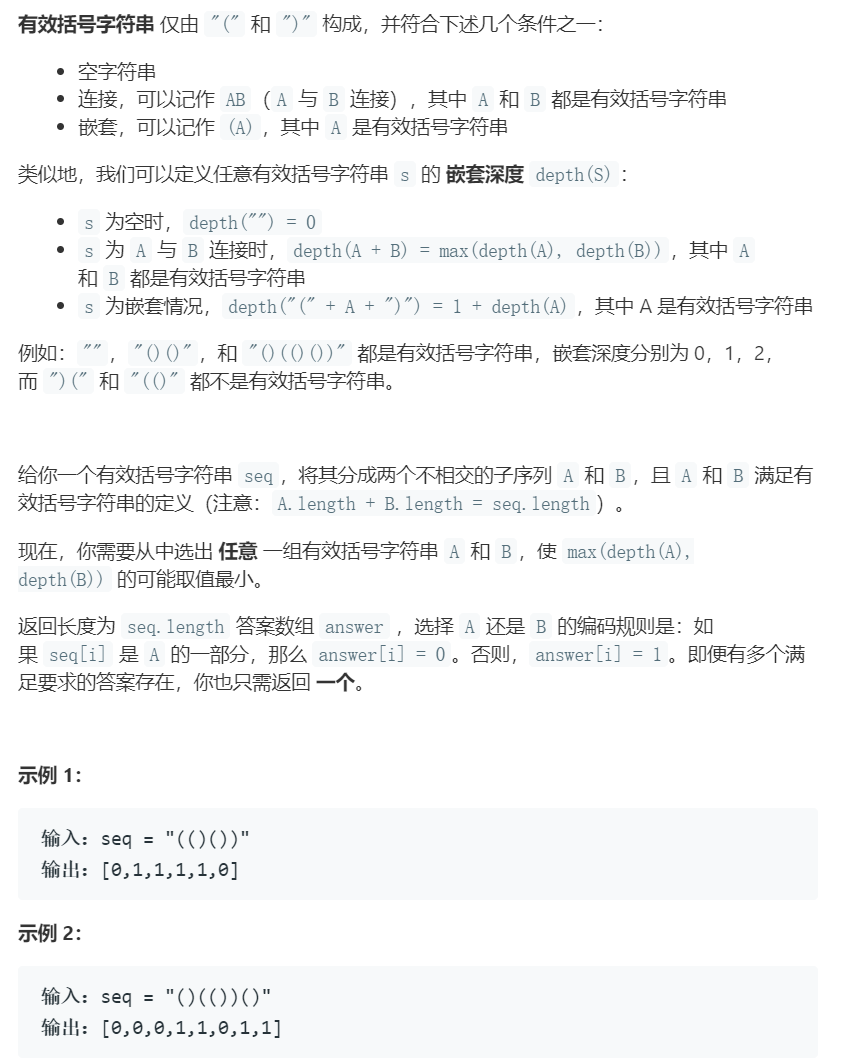 有效括号字符串 仅由 "(" 和 ")" 构成，并符合下述几个条件之一：
空字符串
连接，可以记作 AB （ A 与 B 连接），其中 A 和 B 都是有效括号字符串
嵌套，可以记作 (A) ，其中 A 是有效括号字符串
类似地，我们可以定义任意有效括号字符串 s 的 嵌套深度 depth(S) ：
s 为空时， depth("") = 0
s 为 A 与 B 连接时， depth(A + B) = max(depth(A), depth(B)) ，其中 A
和 B 都是有效括号字符串
s 为嵌套情况， depth("(" + A + ")") = 1 + depth(A) ，其中 A 是有效括号字符串
例如： "" ， "()()" ，和 "()(()())" 都是有效括号字符串，嵌套深度分别为 0，1，2，
而 ")(" 和 "(()" 都不是有效括号字符串。
给你一个有效括号字符串 seq ，将其分成两个不相交的子序列 A 和 B ，且 A 和 B 满足有
效括号字符串的定义（注意： A.length + B.length = seq.length ）。
现在，你需要从中选出 任意 一组有效括号字符串 A 和 B ，使 max(depth(A),
depth(B)) 的可能取值最小。
返回长度为 seq.length 答案数组 answer ，选择 A 还是 B 的编码规则是：如
果 seq[i] 是 A 的一部分，那么 answer[i] = 0 。否则， answer[i] = 1 。即便有多个满
足要求的答案存在，你也只需返回 一个。
示例 1：
输入：seq = "(()())"
输出：[0,1,1,1,1,0]
示例 2：
输入：seq = "()(())()"
输出：[0,0,0,1,1,0,1,1]